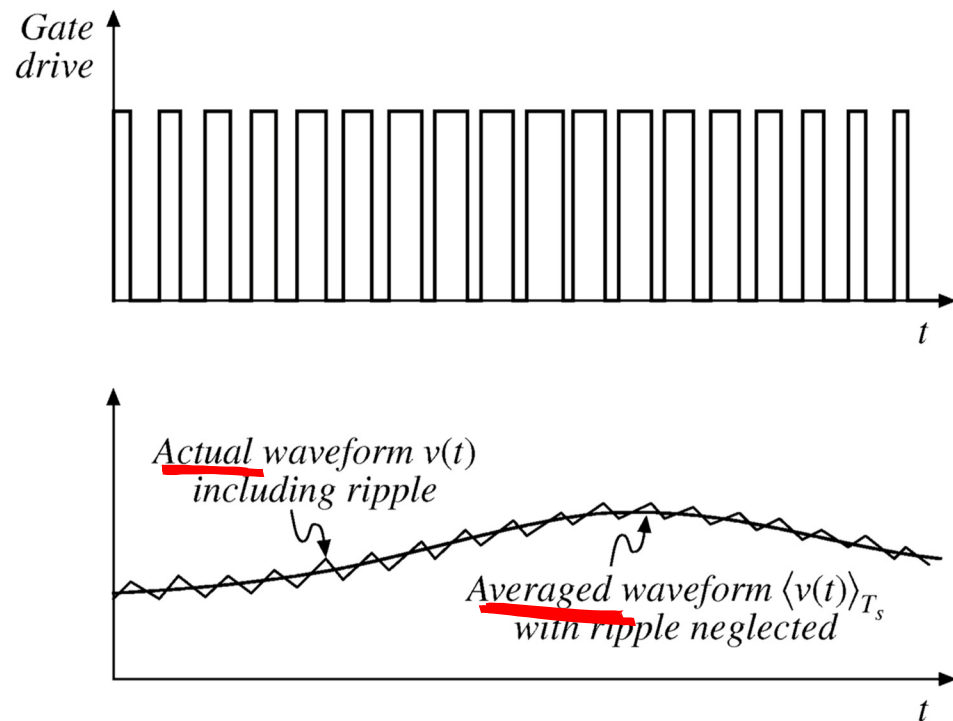 Gate
drive
t
Actual waveform v(t)
including ripple
Averaged waveform ⟨v(t)⟩Ts
with ripple neglected
t